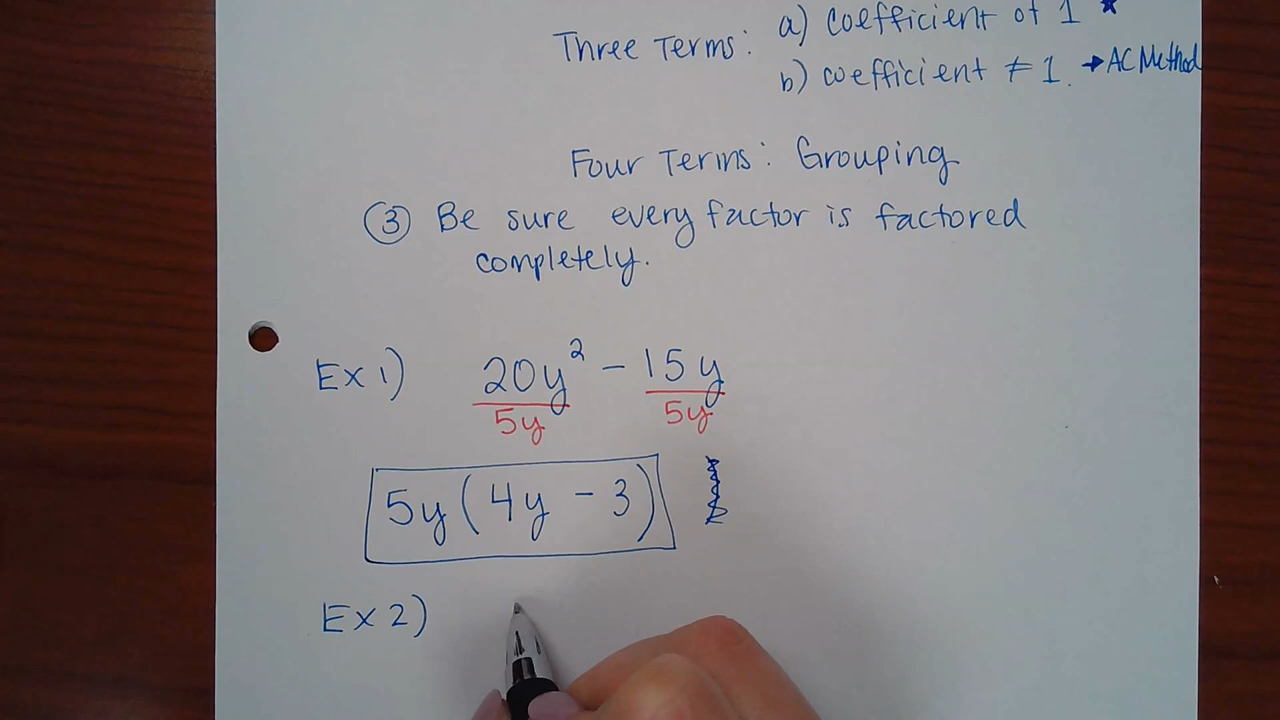 a) coefficient of 1 *
Three Terms:
b) coefficient ≠ 1. → AC Method
Four Terms: Grouping
③ Be sure every factor is factored
completely.
Ex 1) 20y² - 15y
5y 5y
5y(4y - 3)
Ex 2)